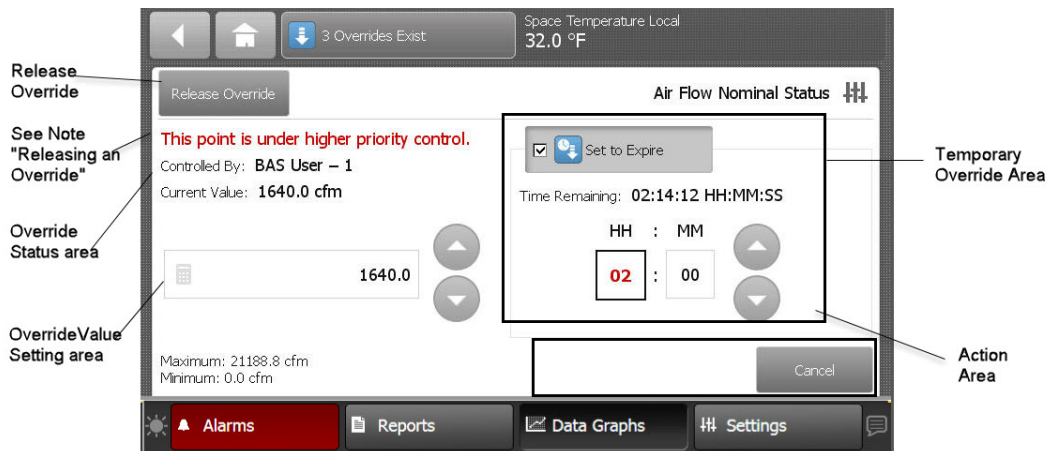 3 Overrides Exist
Space Temperature Local
32.0 °F
Release
Override
Release Override
Air Flow Nominal Status
See Note
"Releasing an
Override"
This point is under higher priority control.
Controlled By: BAS User – 1
Current Value: 1640.0 cfm
Set to Expire
Time Remaining: 02:14:12 HH:MM:SS
Temporary
Override Area
Override
Status area
HH : MM
02 : 00
1640.0
OverrideValue
Setting area
Maximum: 21188.8 cfm
Minimum: 0.0 cfm
Cancel
Action
Area
Alarms
Reports
Data Graphs
Settings